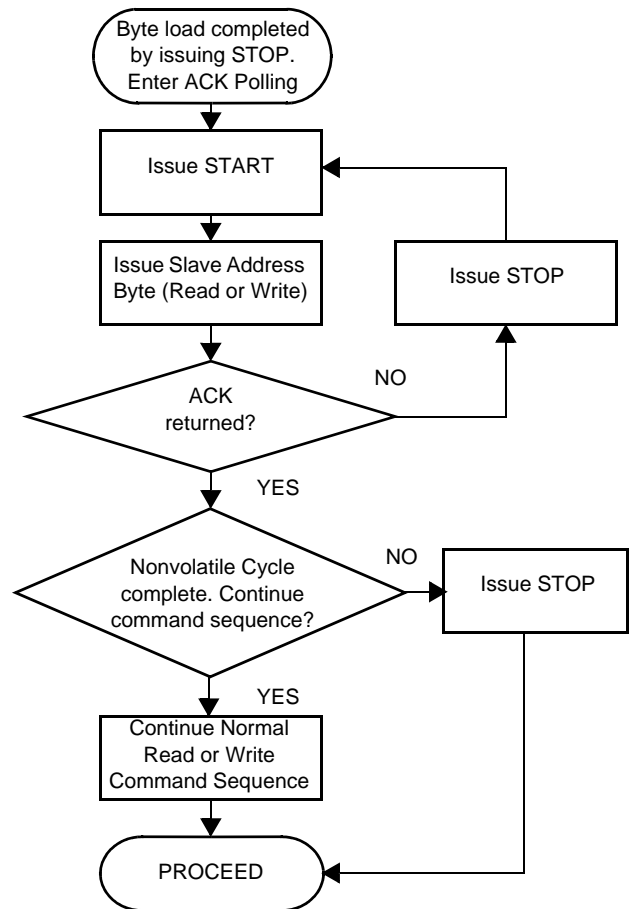 Byte load completed
by issuing STOP.
Enter ACK Polling
Issue START
Issue Slave Address
Byte (Read or Write)
Issue STOP
NO
ACK
returned?
YES
NO
Nonvolatile Cycle
complete. Continue
command sequence?
Issue STOP
YES
Continue Normal
Read or Write
Command Sequence
PROCEED